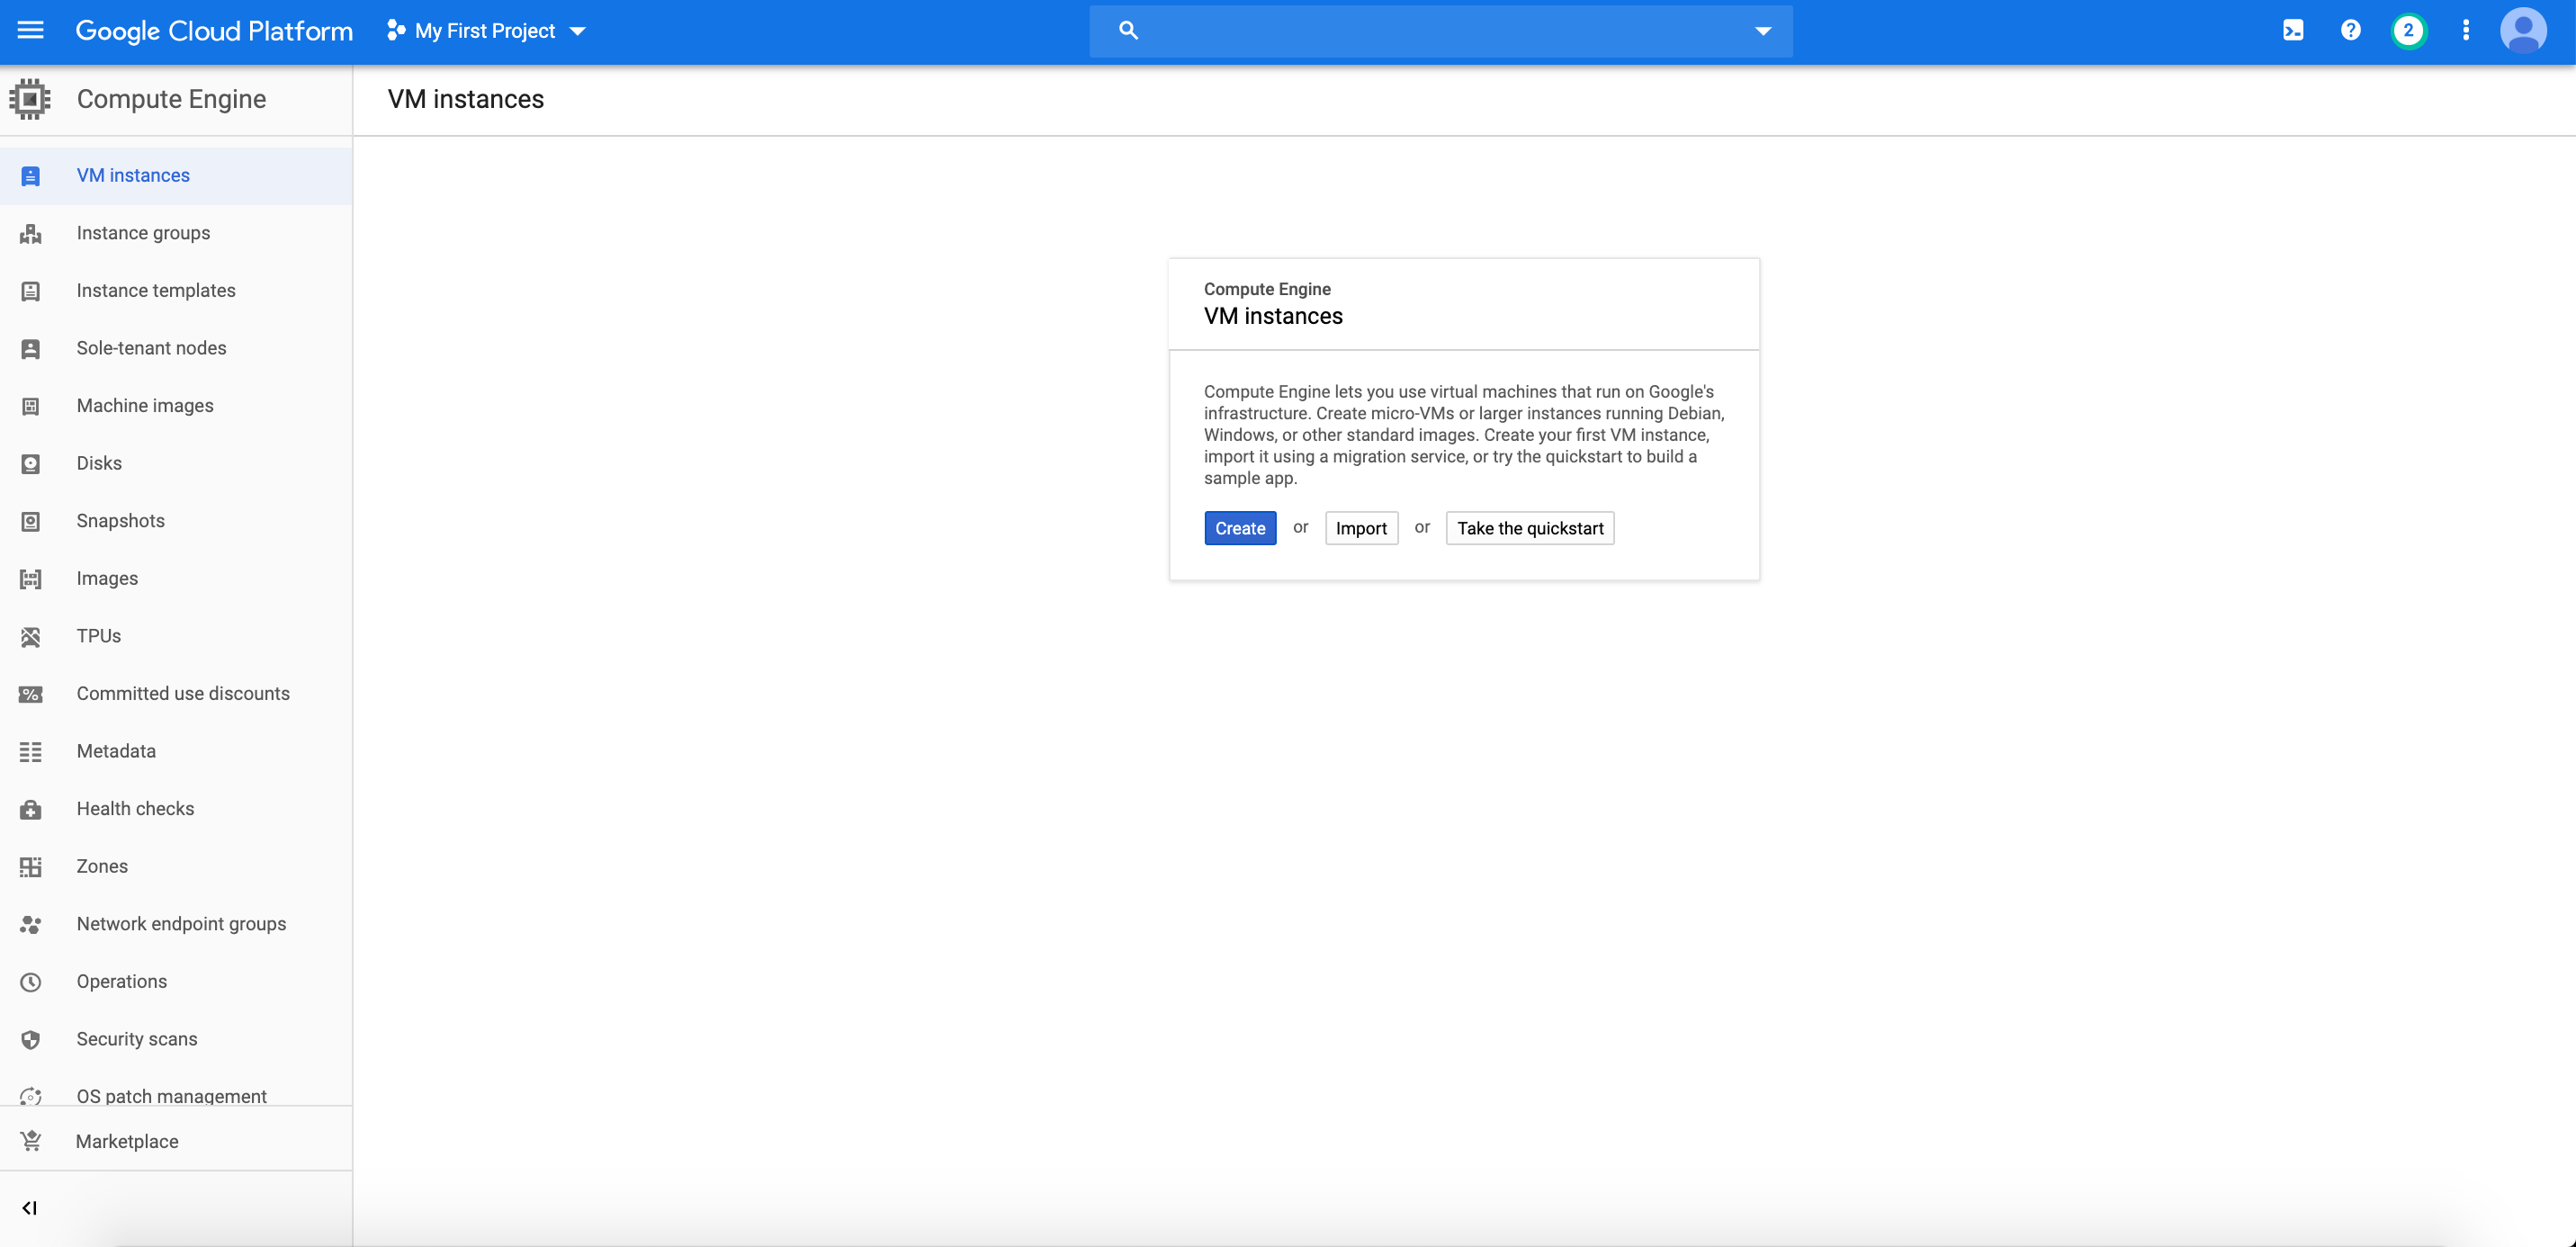 Google Cloud Platform
My First Project
2
Compute Engine
VM instances
VM instances
Instance groups
Instance templates
Sole-tenant nodes
Machine images
Disks
Snapshots
Images
TPUs
Committed use discounts
Metadata
Health checks
Zones
Network endpoint groups
Operations
Security scans
OS patch management
Marketplace
Compute Engine
VM instances
Compute Engine lets you use virtual machines that run on Google's
infrastructure. Create micro-VMs or larger instances running Debian,
Windows, or other standard images. Create your first VM instance,
import it using a migration service, or try the quickstart to build a
sample app.
Create or Import or Take the quickstart